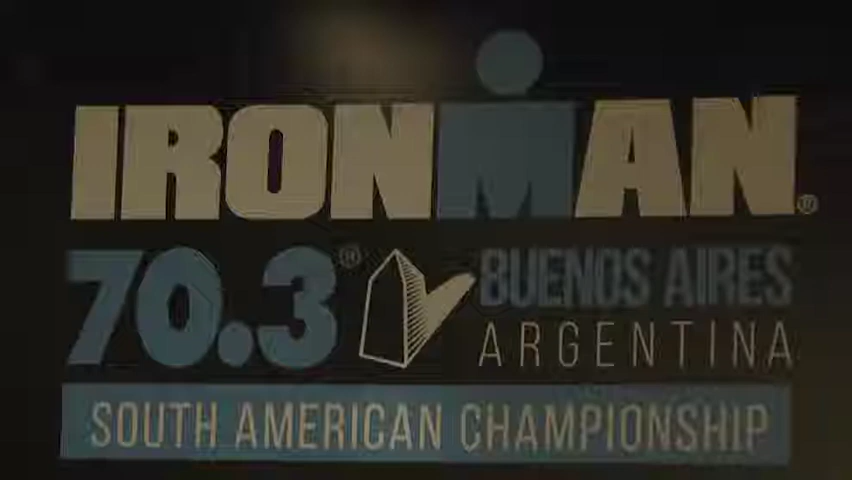 IRONMAN®
70.3® BUENOS AIRES
ARGENTINA
SOUTH AMERICAN CHAMPIONSHIP